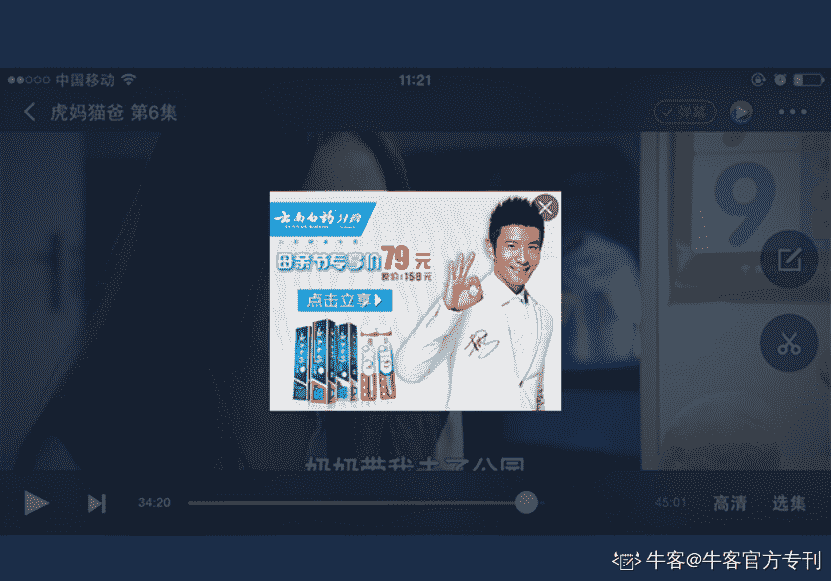 中国移动
11:21
虎妈猫爸 第6集
弹幕
9
云南白药 牙膏
母亲节专享价79元
原价:158元
点击立享
奶奶带我去了公园
34:20
45:01
高清
选集
牛客@牛客官方专刊